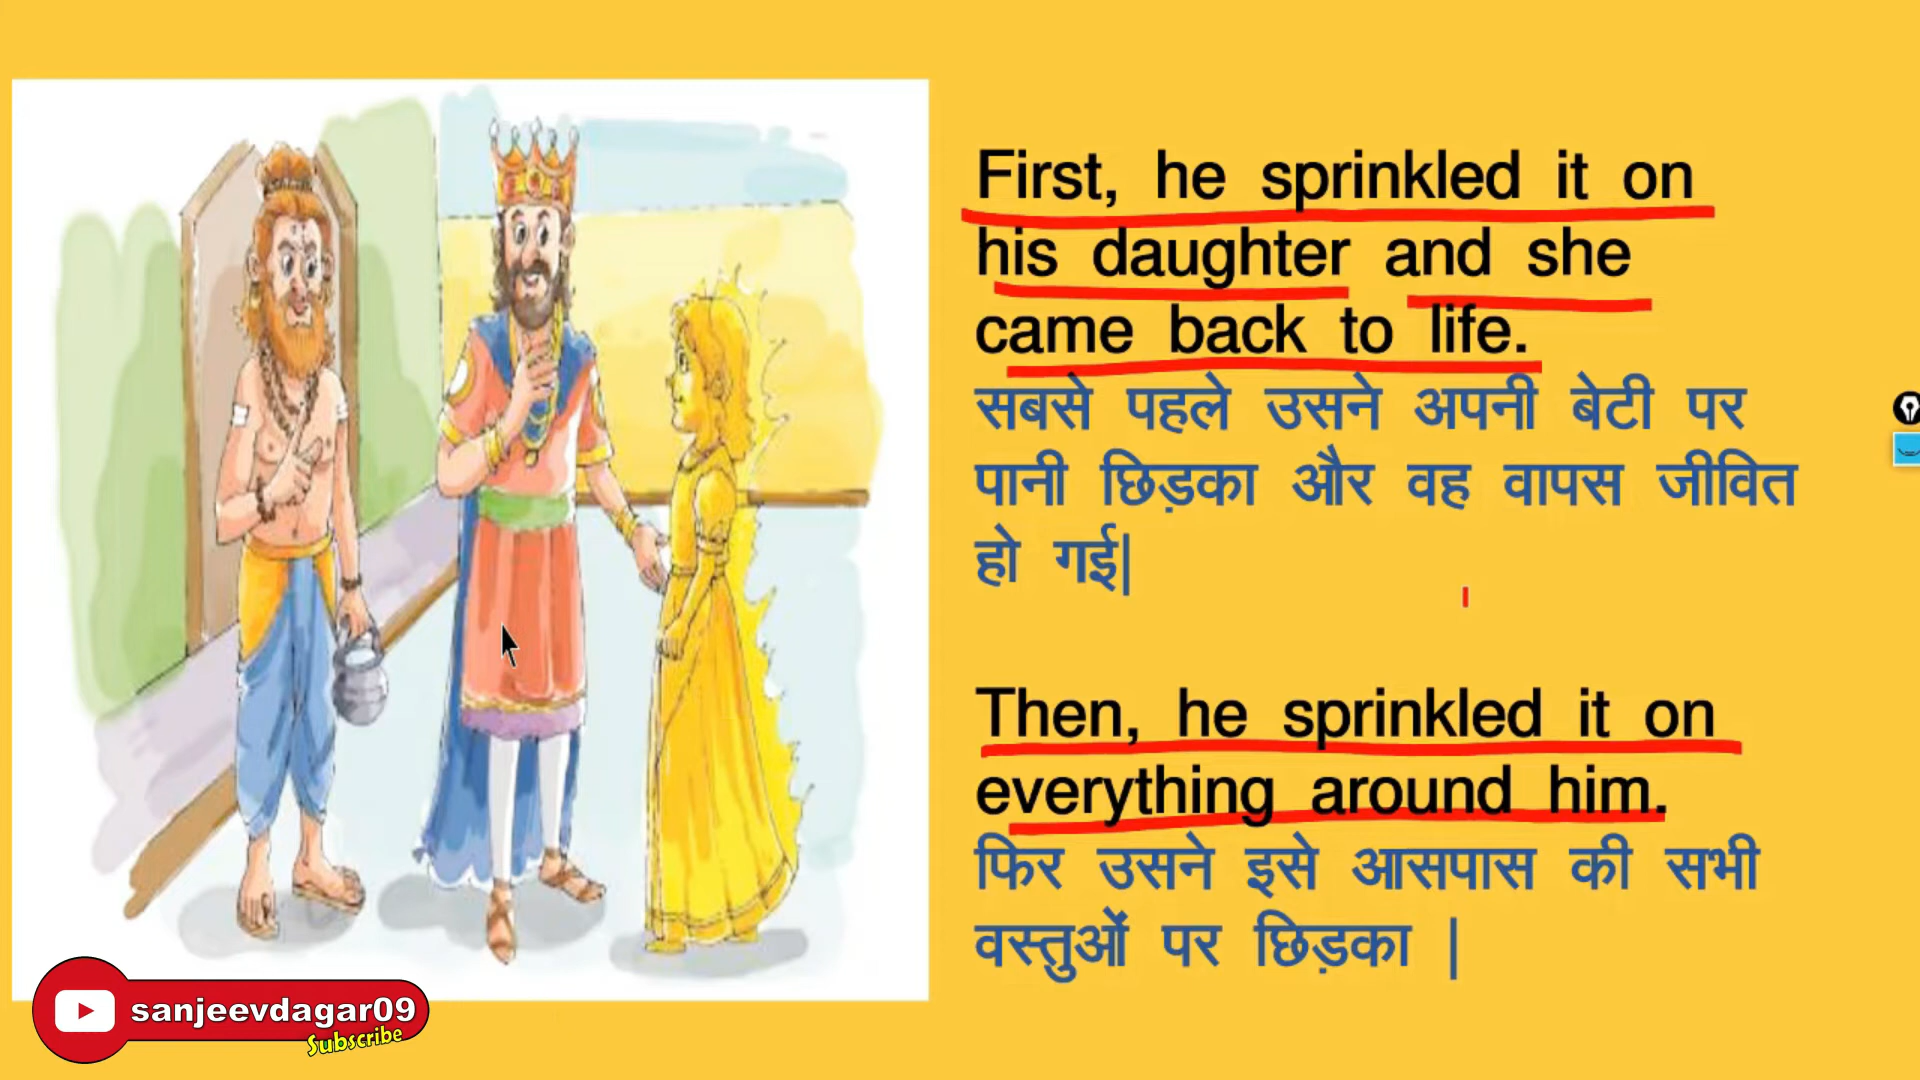 First, he sprinkled it on
his daughter and she
came back to life.
सबसे पहले उसने अपनी बेटी पर
पानी छिड़का और वह वापस जीवित
हो गई|
Then, he sprinkled it on
everything around him.
फिर उसने इसे आसपास की सभी
वस्तुओं पर छिड़का |
sanjeevdagar09
Subscribe